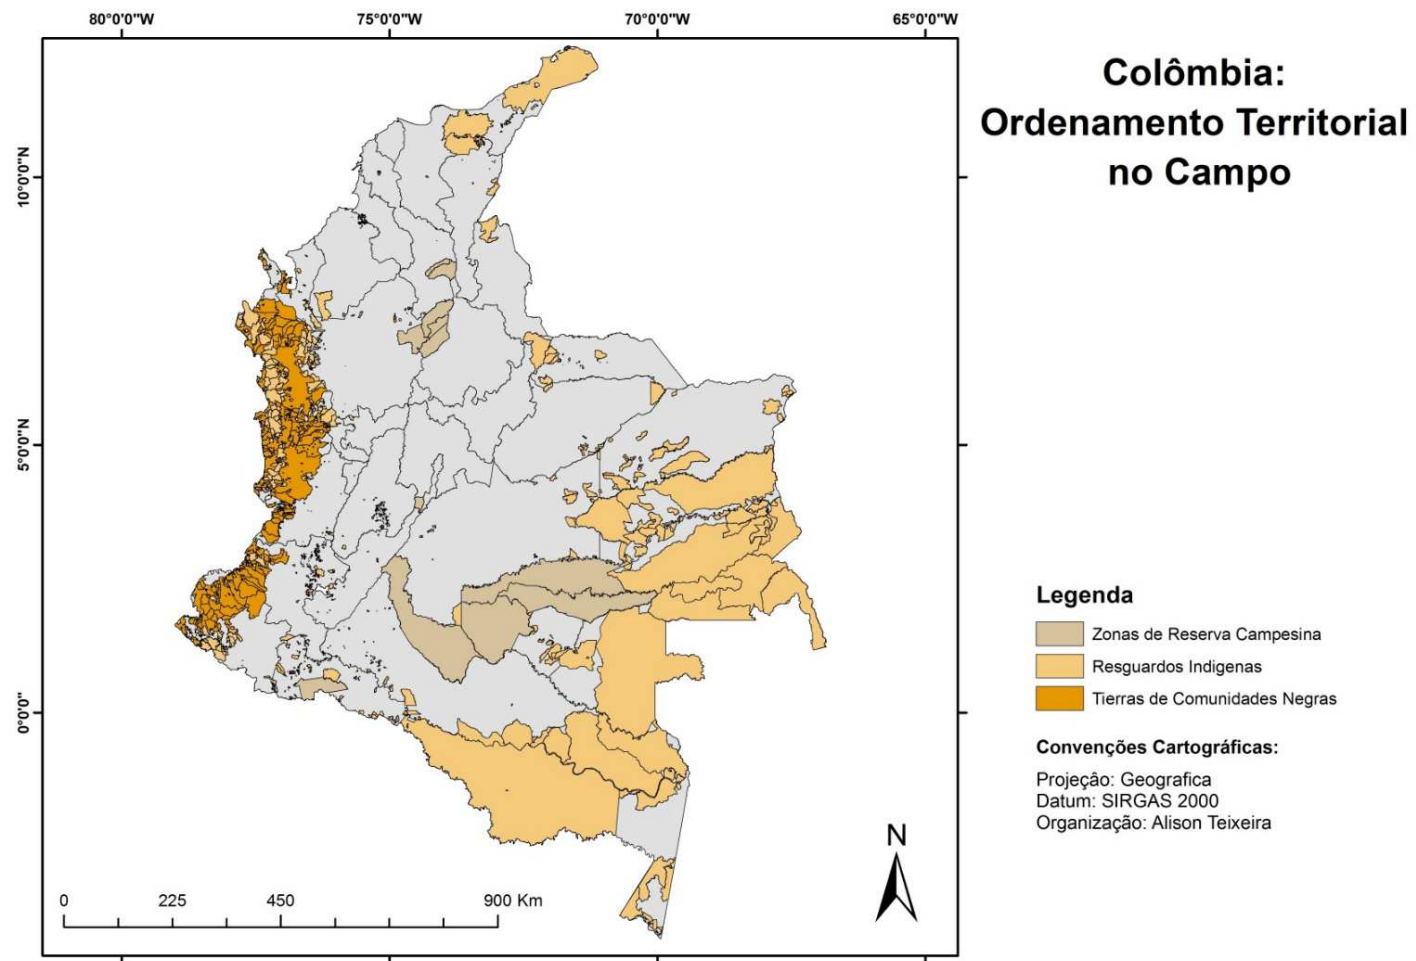 80°0'0"W
75°0'0"W
70°0'0"W
65°0'0"W
10°0'0"N
5°0'0"N
0°0'0"
Colômbia:
Ordenamento Territorial
no Campo
Legenda
Zonas de Reserva Campesina
Resguardos Indigenas
Tierras de Comunidades Negras
Convenções Cartográficas:
Projeçâo: Geografica
Datum: SIRGAS 2000
Organização: Alison Teixeira
N
0 225 450 900 Km